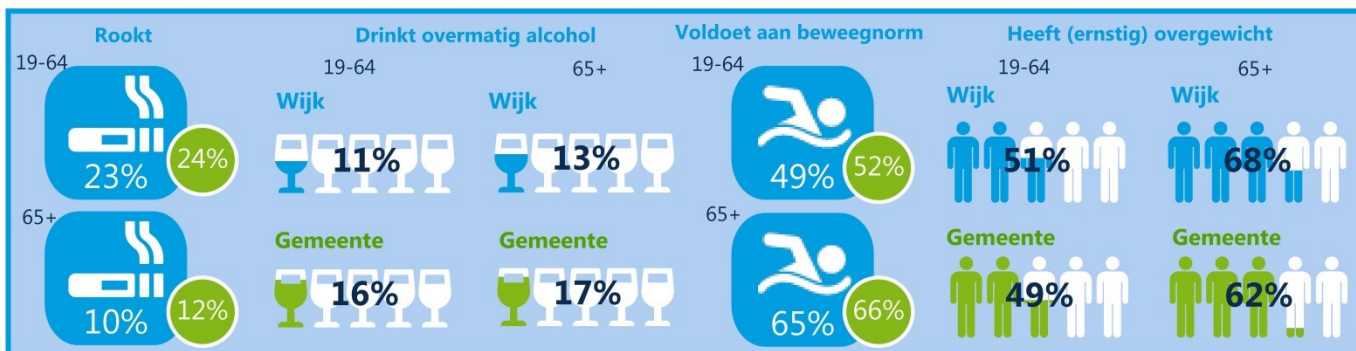 Rookt
19-64
23%
24%
65+
10%
12%
Drinkt overmatig alcohol
19-64
65+
Wijk
Wijk
11%
13%
Gemeente
Gemeente
16%
17%
Voldoet aan beweegnorm
19-64
49%
52%
65+
65%
66%
Heeft (ernstig) overgewicht
19-64
65+
Wijk
Wijk
51%
68%
Gemeente
Gemeente
49%
62%